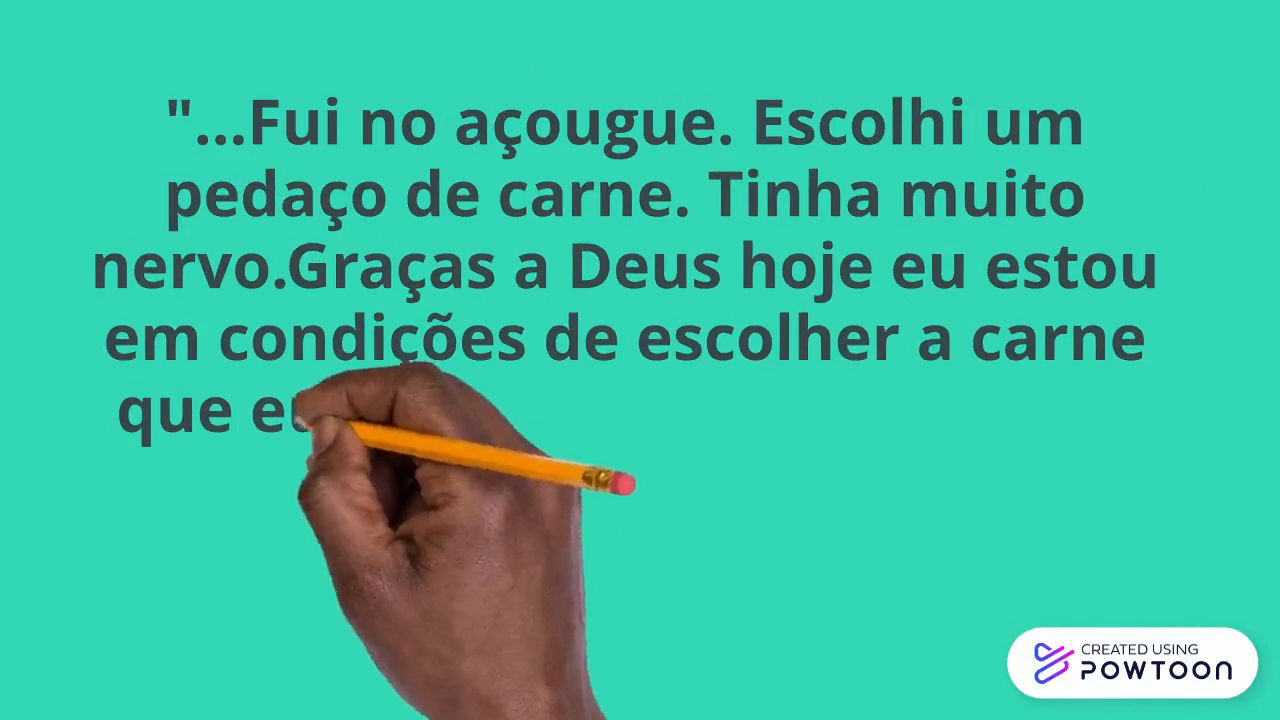 "...Fui no açougue. Escolhi um
pedaço de carne. Tinha muito
nervo.Graças a Deus hoje eu estou
em condições de escolher a carne
que eu
CREATED USING
POWTOON